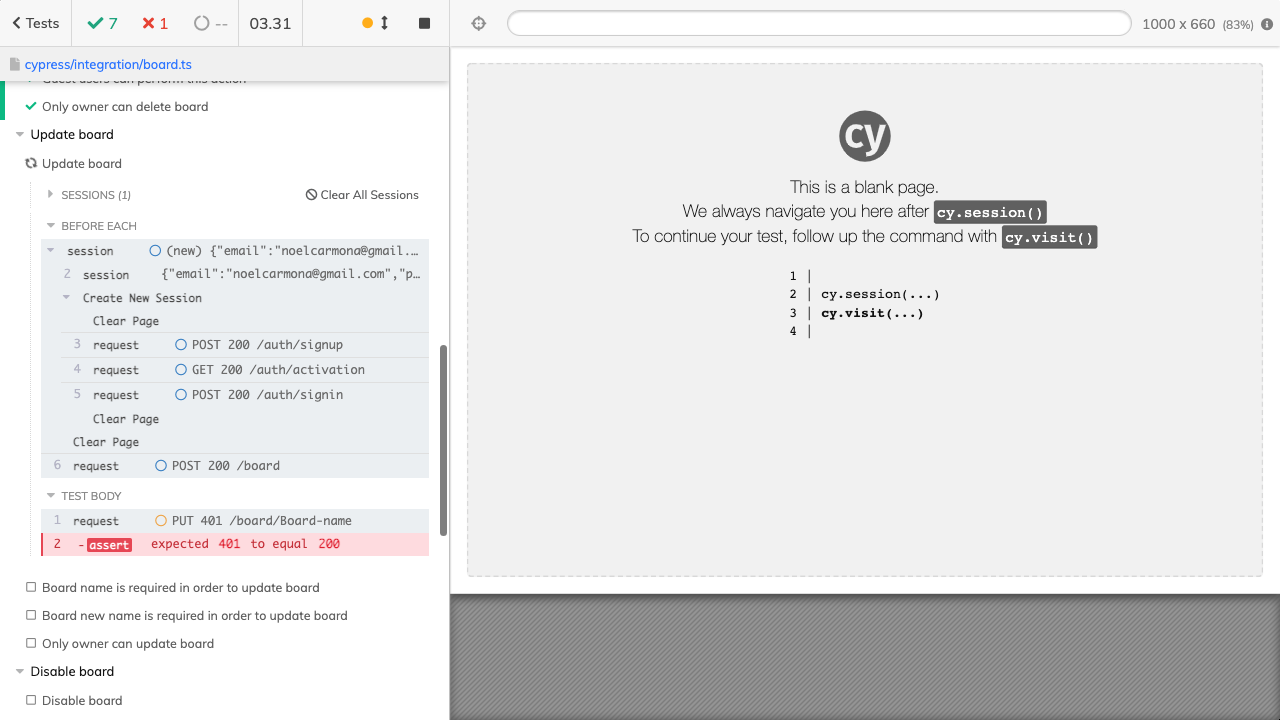 Tests 7 1 -- 03.31
cypress/integration/board.ts
Guest users can perform this action
Only owner can delete board
Update board
Update board
SESSIONS (1) Clear All Sessions
BEFORE EACH
session (new) {"email":"noelcarmona@gmail.…
2 session {"email":"noelcarmona@gmail.com","p…
Create New Session
Clear Page
3 request POST 200 /auth/signup
4 request GET 200 /auth/activation
5 request POST 200 /auth/signin
Clear Page
Clear Page
6 request POST 200 /board
TEST BODY
1 request PUT 401 /board/Board-name
2 -assert expected 401 to equal 200
Board name is required in order to update board
Board new name is required in order to update board
Only owner can update board
Disable board
Disable board
1000 x 660 (83%)
cy
This is a blank page.
We always navigate you here after cy.session()
To continue your test, follow up the command with cy.visit()
1 |
2 | cy.session(...)
3 | cy.visit(...)
4 |